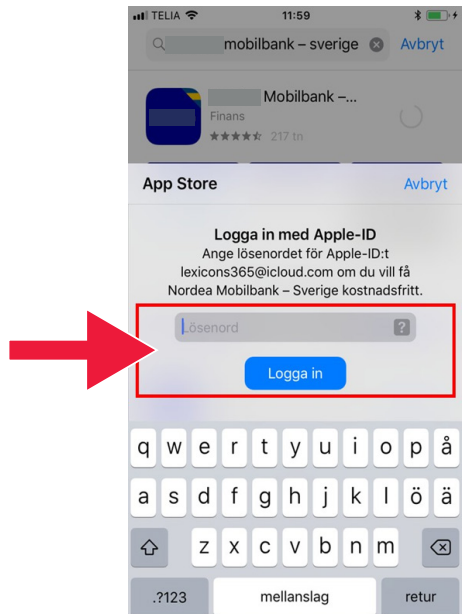 TELIA 11:59
mobilbank – sverige Avbryt
Mobilbank –...
Finans
217 tn
App Store Avbryt
Logga in med Apple-ID
Ange lösenordet för Apple-ID:t
lexicons365@icloud.com om du vill få
Nordea Mobilbank – Sverige kostnadsfritt.
Lösenord ?
Logga in
q w e r t y u i o p å
a s d f g h j k l ö ä
z x c v b n m
.?123 mellanslag retur